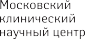 Московский
клинический
научный центр